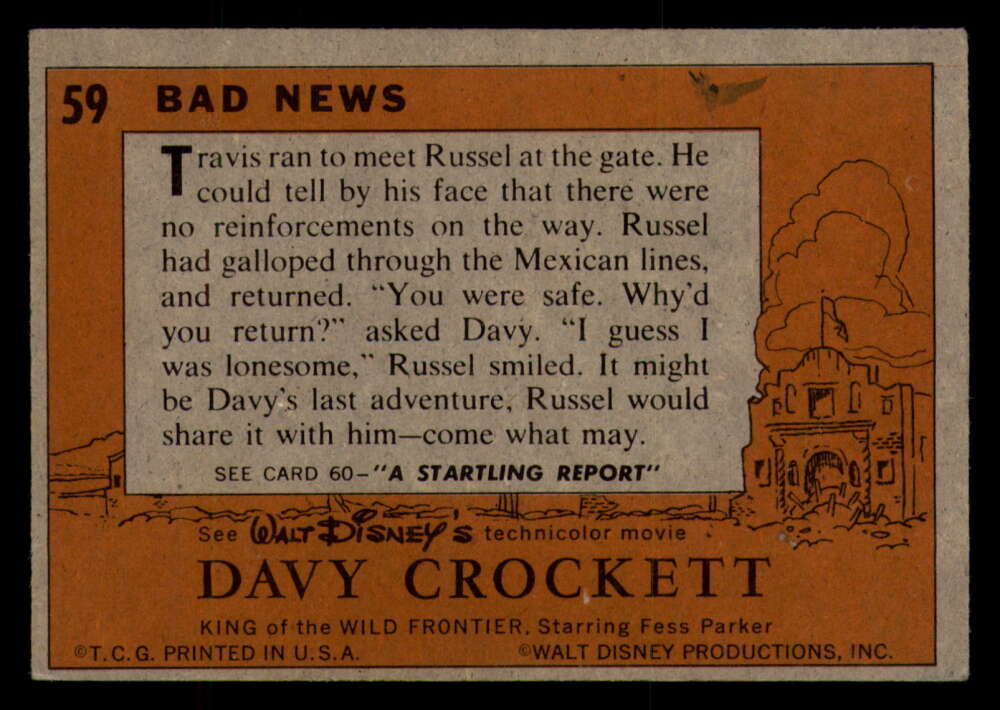 59 BAD NEWS
Travis ran to meet Russel at the gate. He
could tell by his face that there were
no reinforcements on the way. Russel
had galloped through the Mexican lines,
and returned. "You were safe. Why'd
you return?" asked Davy. "I guess I
was lonesome," Russel smiled. It might
be Davy's last adventure, Russel would
share it with him—come what may.
SEE CARD 60-"A STARTLING REPORT"
See WALT DISNEY'S technicolor movie
DAVY CROCKETT
KING of the WILD FRONTIER, Starring Fess Parker
©T.C.G. PRINTED IN U.S.A. ©WALT DISNEY PRODUCTIONS, INC.